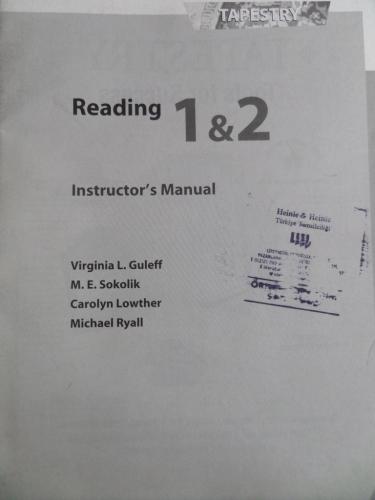 TAPESTRY
Reading 1 & 2
Instructor's Manual
Heinle & Heinle
Türkiye Temsilciliği
Virginia L. Guleff
M. E. Sokolik
Carolyn Lowther
Michael Ryall